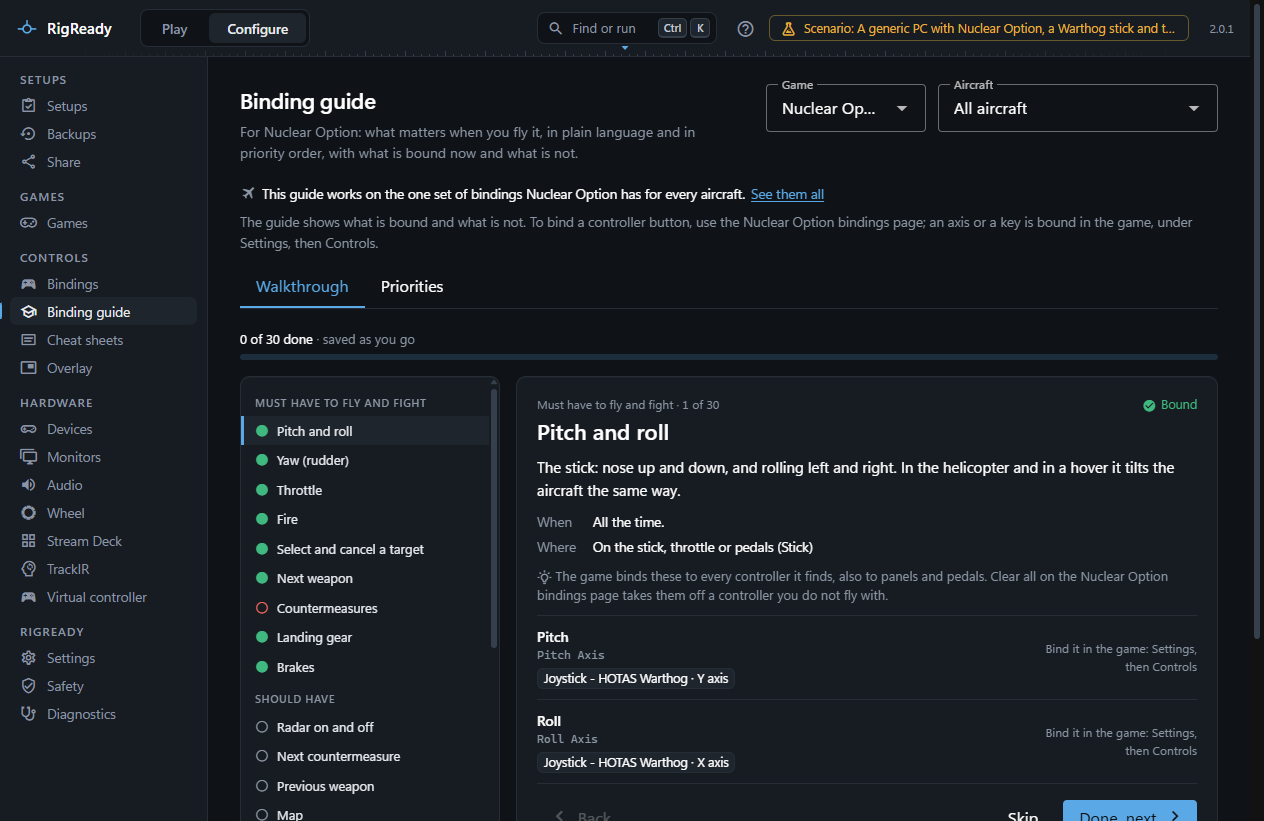 RigReady
Play
Configure
Find or run
Ctrl
K
Scenario: A generic PC with Nuclear Option, a Warthog stick and t...
2.0.1
SETUPS
Setups
Backups
Share
GAMES
Games
CONTROLS
Bindings
Binding guide
Cheat sheets
Overlay
HARDWARE
Devices
Monitors
Audio
Wheel
Stream Deck
TrackIR
Virtual controller
RIGREADY
Settings
Safety
Diagnostics
Binding guide
For Nuclear Option: what matters when you fly it, in plain language and in
priority order, with what is bound now and what is not.
Game
Nuclear Op...
Aircraft
All aircraft
This guide works on the one set of bindings Nuclear Option has for every aircraft. See them all
The guide shows what is bound and what is not. To bind a controller button, use the Nuclear Option bindings page; an axis or a key is bound in the game, under
Settings, then Controls.
Walkthrough
Priorities
0 of 30 done · saved as you go
MUST HAVE TO FLY AND FIGHT
Pitch and roll
Yaw (rudder)
Throttle
Fire
Select and cancel a target
Next weapon
Countermeasures
Landing gear
Brakes
SHOULD HAVE
Radar on and off
Next countermeasure
Previous weapon
Map
Must have to fly and fight · 1 of 30
Bound
Pitch and roll
The stick: nose up and down, and rolling left and right. In the helicopter and in a hover it tilts the
aircraft the same way.
When All the time.
Where On the stick, throttle or pedals (Stick)
The game binds these to every controller it finds, also to panels and pedals. Clear all on the Nuclear Option
bindings page takes them off a controller you do not fly with.
Pitch
Pitch Axis
Joystick - HOTAS Warthog · Y axis
Bind it in the game: Settings,
then Controls
Roll
Roll Axis
Joystick - HOTAS Warthog · X axis
Bind it in the game: Settings,
then Controls
Back
Skip
Done, next